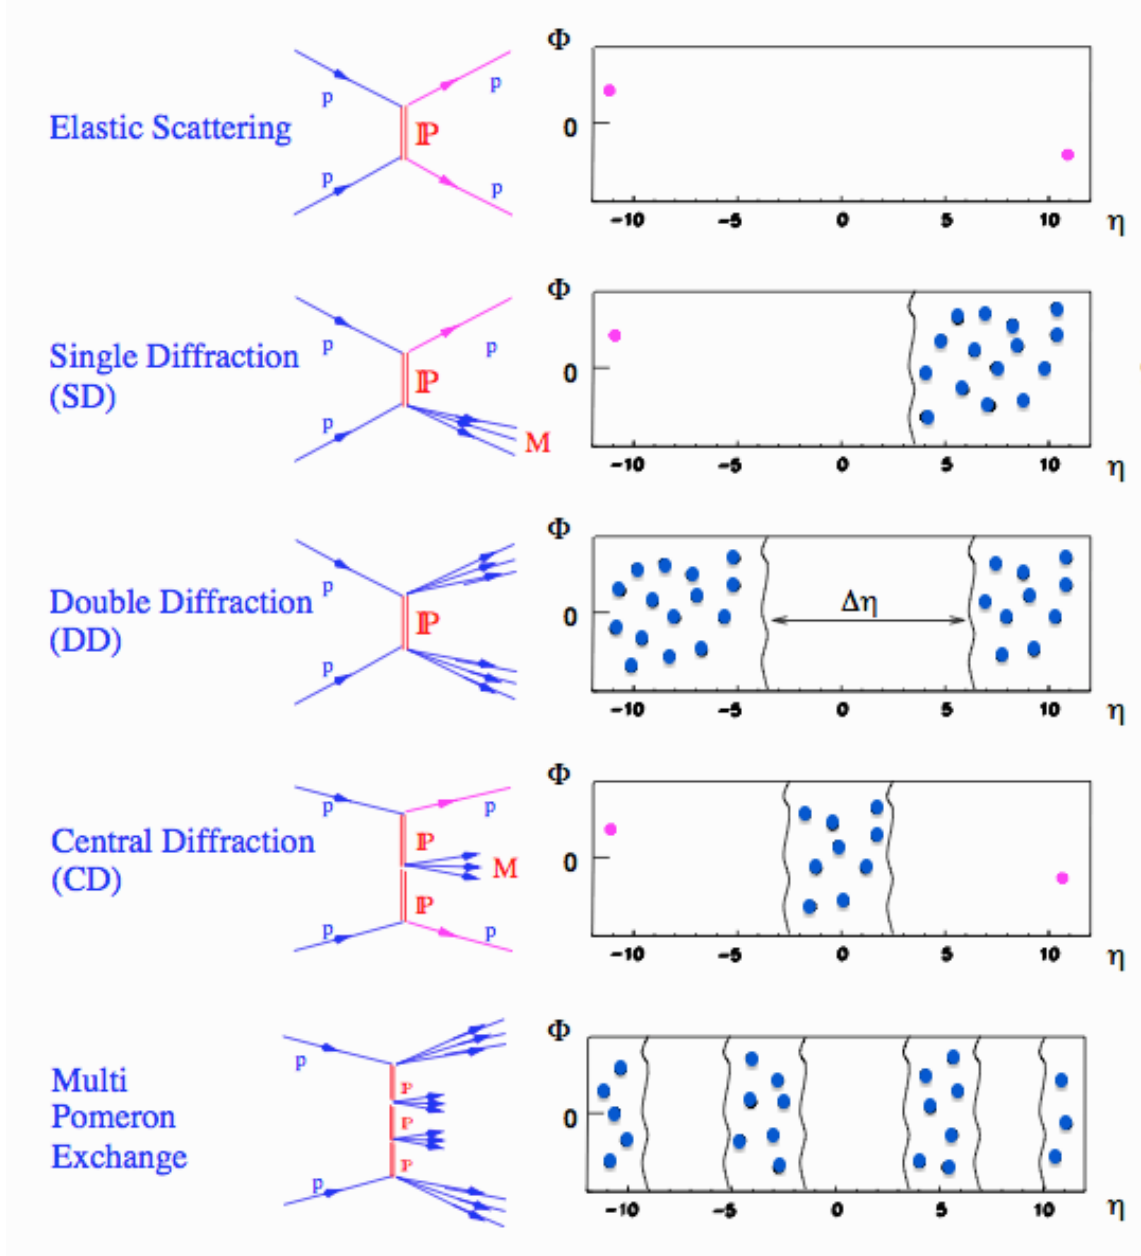 Φ
p p
Elastic Scattering ℙ 0
p p
-10 -5 0 5 10 η
Φ
Single Diffraction p p
(SD) ℙ 0
p M
-10 -5 0 5 10 η
Φ
p
Double Diffraction ℙ 0 Δη
(DD)
p
-10 -5 0 5 10 η
Φ
p p
Central Diffraction ℙ 0
(CD) M
ℙ
p p
-10 -5 0 5 10 η
Φ
p
Multi ℙ
Pomeron ℙ 0
Exchange ℙ
p
-10 -5 0 5 10 η